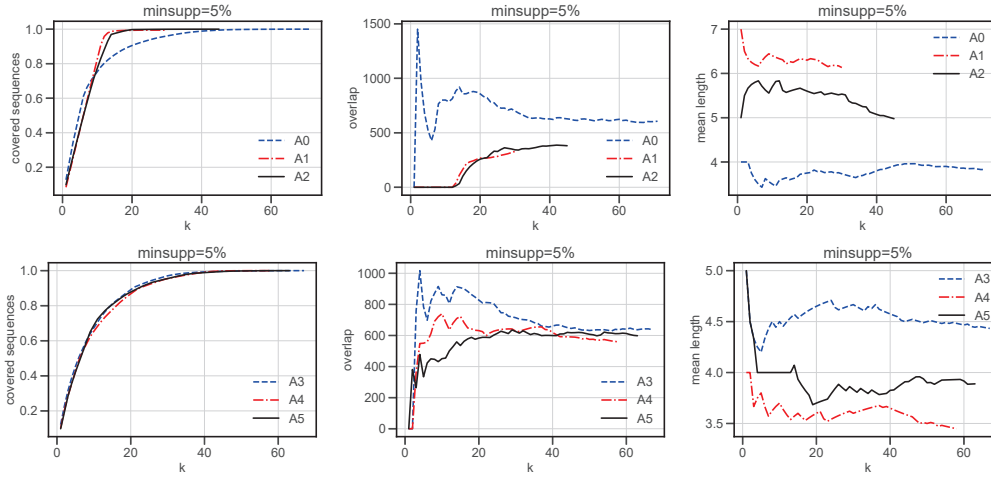 minsupp=5%
covered sequences
1.0
0.8
0.6
0.4
0.2
A0
A1
A2
0 20 40 60
k
minsupp=5%
overlap
1500
1000
500
0
A0
A1
A2
0 20 40 60
k
minsupp=5%
mean length
7
6
5
4
A0
A1
A2
0 20 40 60
k
minsupp=5%
covered sequences
1.0
0.8
0.6
0.4
0.2
A3
A4
A5
0 20 40 60
k
minsupp=5%
overlap
1000
800
600
400
200
0
A3
A4
A5
0 20 40 60
k
minsupp=5%
mean length
5.0
4.5
4.0
3.5
A3
A4
A5
0 20 40 60
k